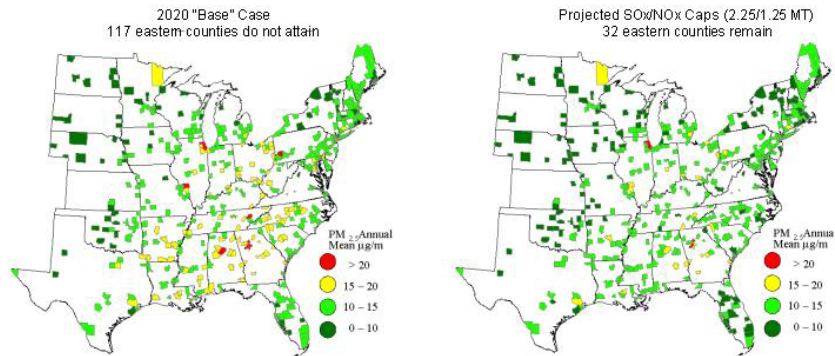 2020 "Base" Case
117 eastern counties do not attain
PM 2.5 Annual
Mean µg/m
> 20
15 – 20
10 – 15
0 – 10
Projected SOx/NOx Caps (2.25/1.25 MT)
32 eastern counties remain
PM 2.5 Annual
Mean µg/m
> 20
15 – 20
10 – 15
0 – 10